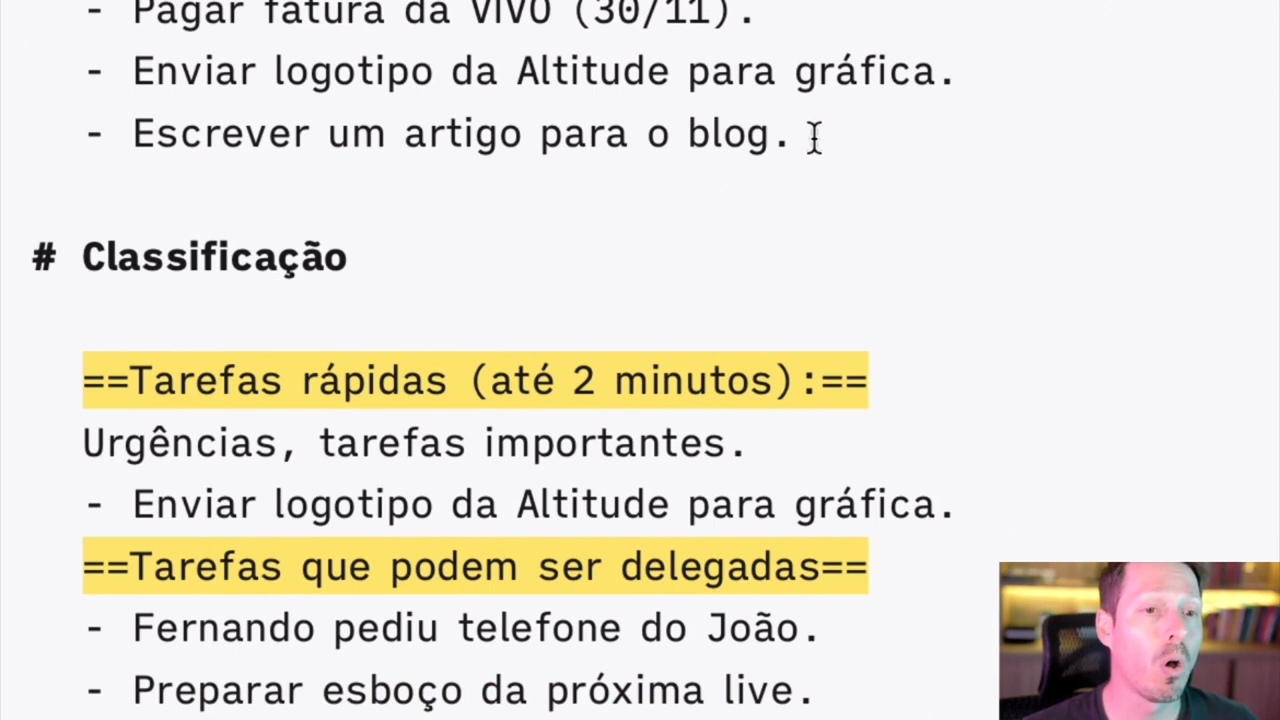 - Pagar fatura da VIVO (30/11).
- Enviar logotipo da Altitude para gráfica.
- Escrever um artigo para o blog.
# Classificação
==Tarefas rápidas (até 2 minutos):==
Urgências, tarefas importantes.
- Enviar logotipo da Altitude para gráfica.
==Tarefas que podem ser delegadas==
- Fernando pediu telefone do João.
- Preparar esboço da próxima live.